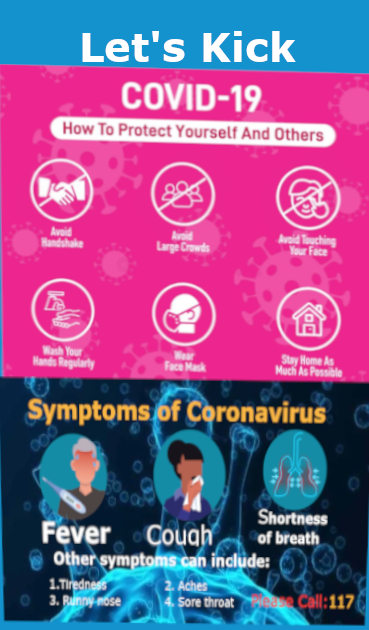 Let's Kick
COVID-19
How To Protect Yourself And Others
Avoid
Handshake
Avoid
Large Crowds
Avoid Touching
Your Face
Wash Your
Hands Regularly
Wear
Face Mask
Stay Home As
Much As Possible
Symptoms of Coronavirus
Fever
Cough
Shortness
of breath
Other symptoms can include:
1.Tiredness
2. Aches
3. Runny nose
4. Sore throat
Please Call:117